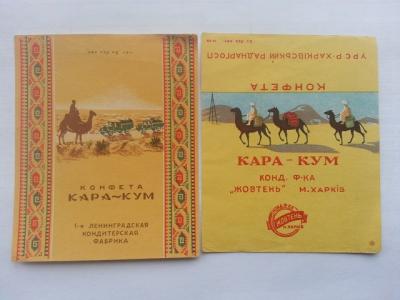 КОНФЕТА
КАРА-КУМ
1-я ЛЕНИНГРАДСКАЯ
КОНДИТЕРСКАЯ
ФАБРИКА
УРСР-ХАРКІВСЬКИЙ РАДНАРГОСП
КОНФЕТА
КАРА-КУМ
КОНД. Ф-КА
„ЖОВТЕНЬ" М.ХАРКІВ
ЖОВТЕНЬ
М.ХАРКІВ